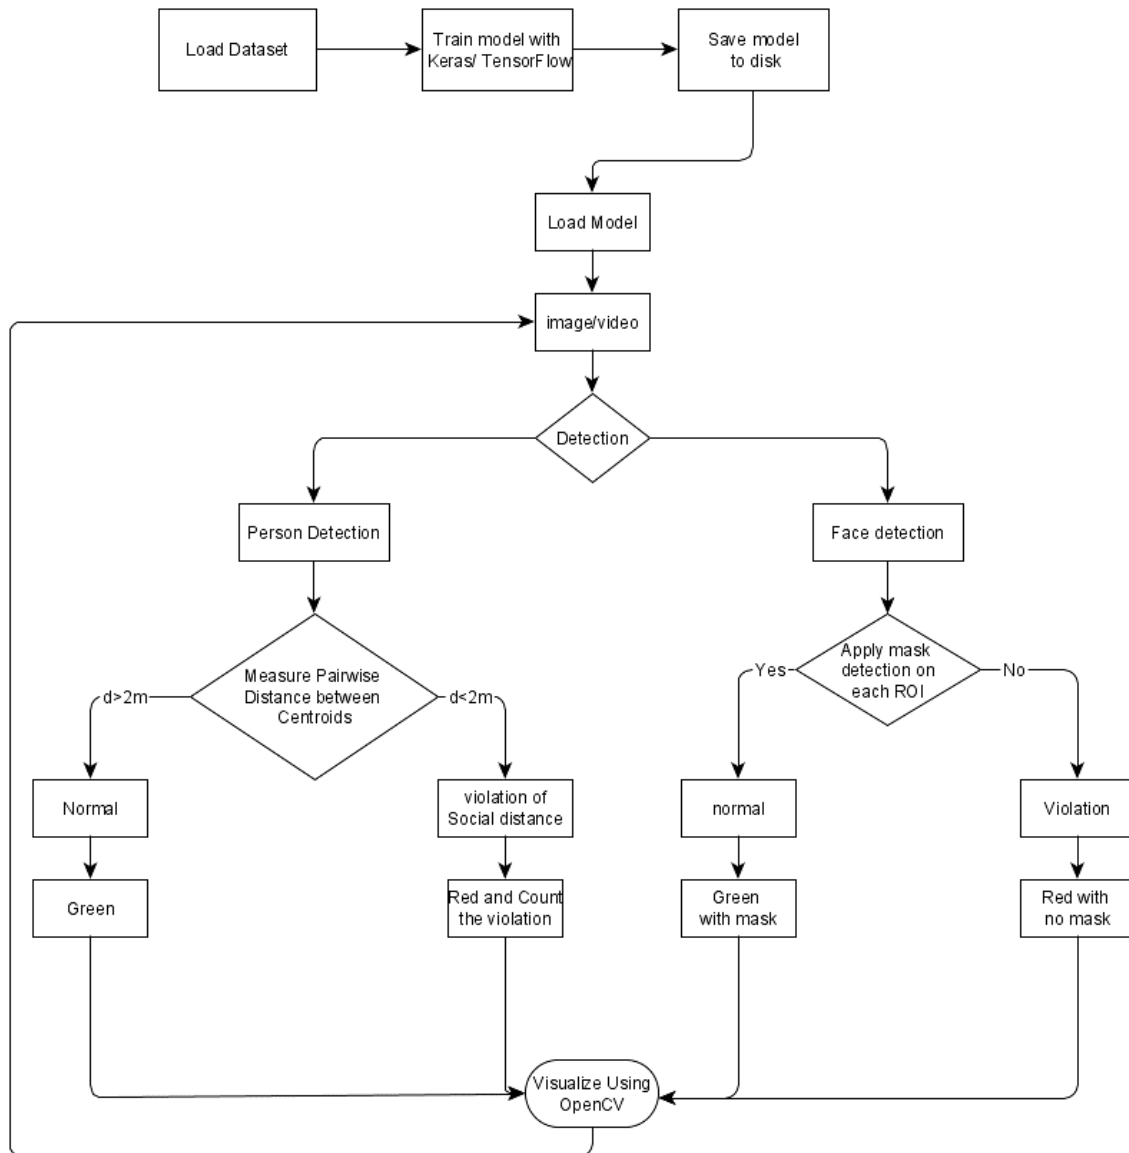 Load Dataset
Train model with
Keras/ TensorFlow
Save model
to disk
Load Model
image/video
Detection
Person Detection
Face detection
Measure Pairwise
Distance between
Centroids
d>2m
d<2m
Apply mask
detection on
each ROI
Yes
No
Normal
violation of
Social distance
normal
Violation
Green
Red and Count
the violation
Green
with mask
Red with
no mask
Visualize Using
OpenCV